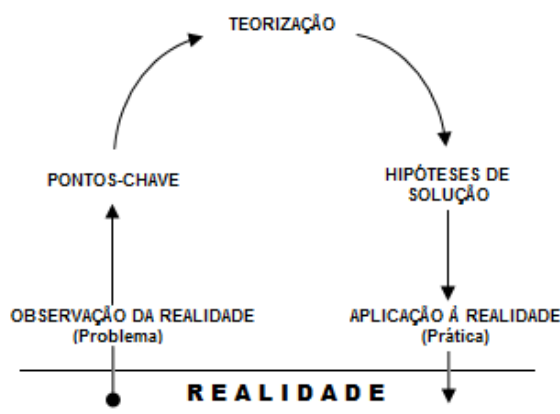 TEORIZAÇÃO
PONTOS-CHAVE
HIPÓTESES DE
SOLUÇÃO
OBSERVAÇÃO DA REALIDADE
(Problema)
APLICAÇÃO À REALIDADE
(Prática)
REALIDADE